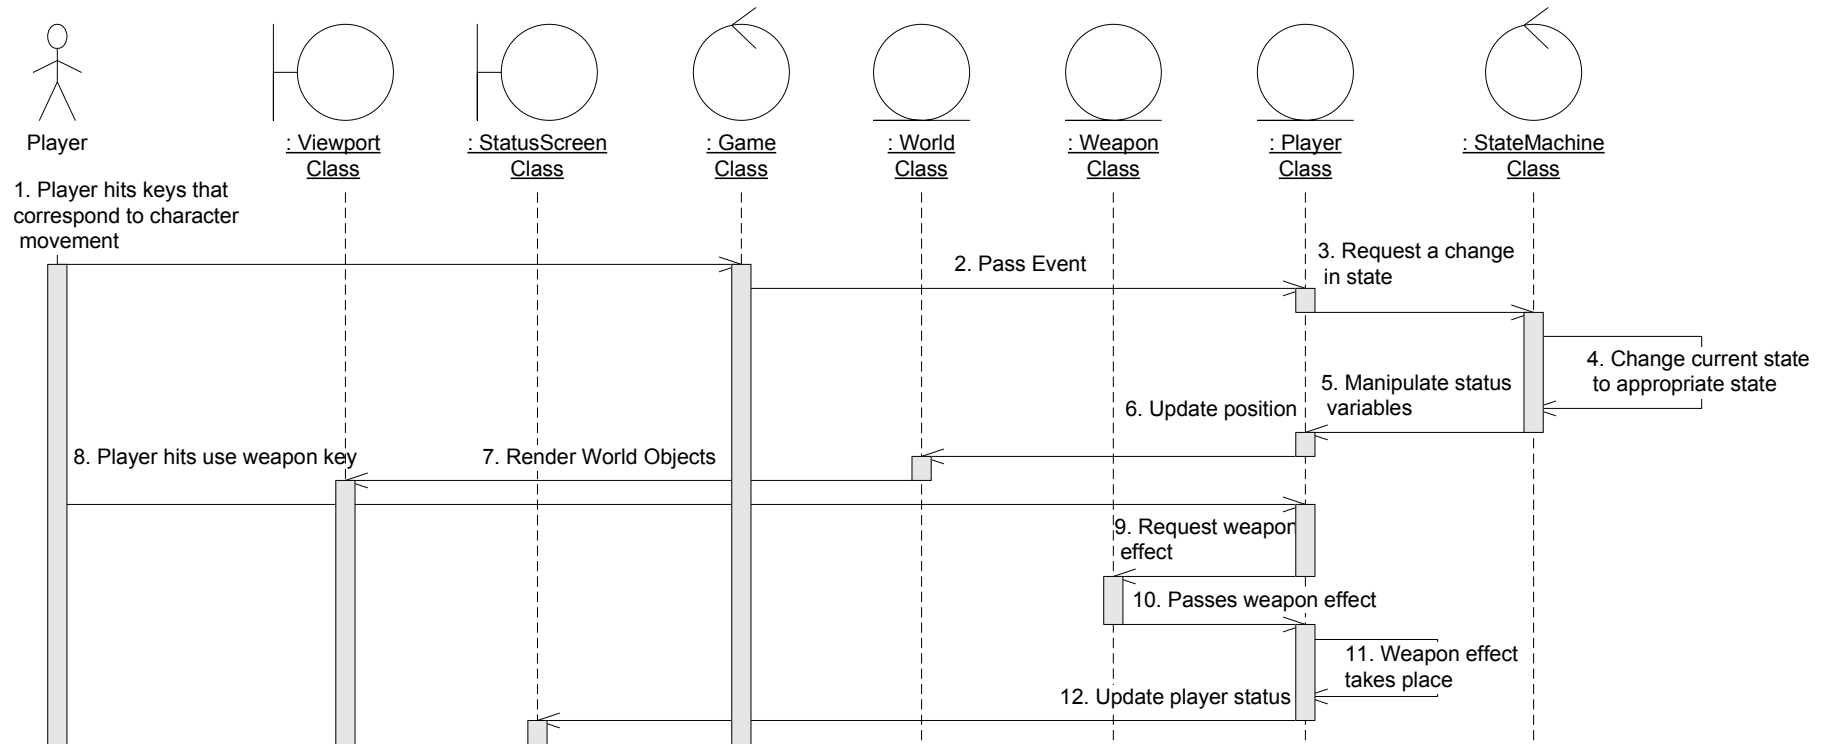 Player
: Viewport
Class
: StatusScreen
Class
: Game
Class
: World
Class
: Weapon
Class
: Player
Class
: StateMachine
Class
1. Player hits keys that
correspond to character
movement
2. Pass Event
3. Request a change
in state
4. Change current state
to appropriate state
5. Manipulate status
variables
6. Update position
7. Render World Objects
8. Player hits use weapon key
9. Request weapon
effect
10. Passes weapon effect
11. Weapon effect
takes place
12. Update player status